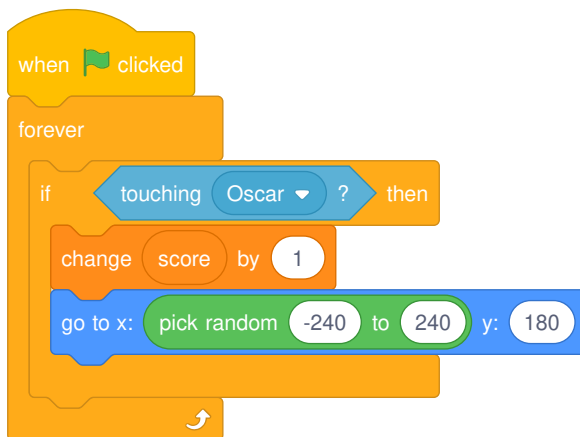 when clicked
forever
if touching Oscar ? then
change score by 1
go to x: pick random -240 to 240 y: 180